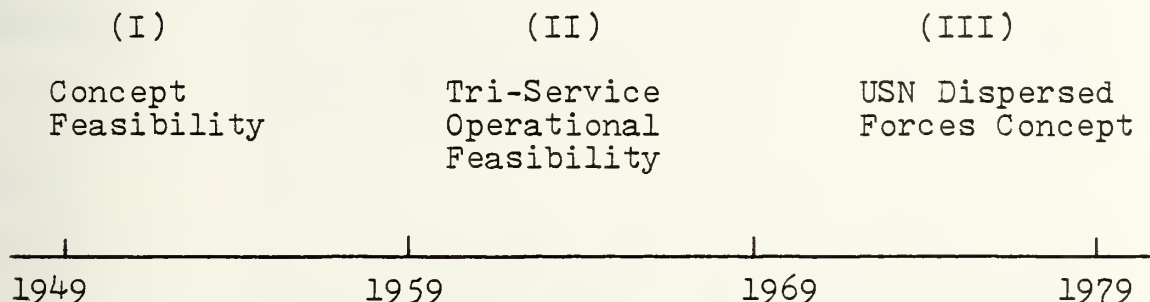 (I) (II) (III)
Concept Tri-Service USN Dispersed
Feasibility Operational Forces Concept
Feasibility
1949 1959 1969 1979